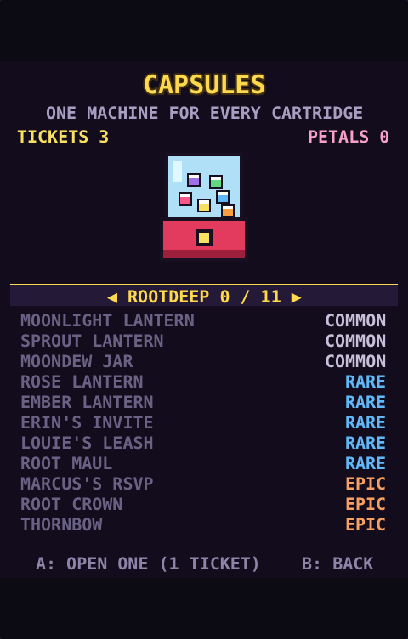 CAPSULES
ONE MACHINE FOR EVERY CARTRIDGE
TICKETS 3 PETALS 0
◀ ROOTDEEP 0 / 11 ▶
MOONLIGHT LANTERN COMMON
SPROUT LANTERN COMMON
MOONDEW JAR COMMON
ROSE LANTERN RARE
EMBER LANTERN RARE
ERIN'S INVITE RARE
LOUIE'S LEASH RARE
ROOT MAUL RARE
MARCUS'S RSVP EPIC
ROOT CROWN EPIC
THORNBOW EPIC
A: OPEN ONE (1 TICKET) B: BACK